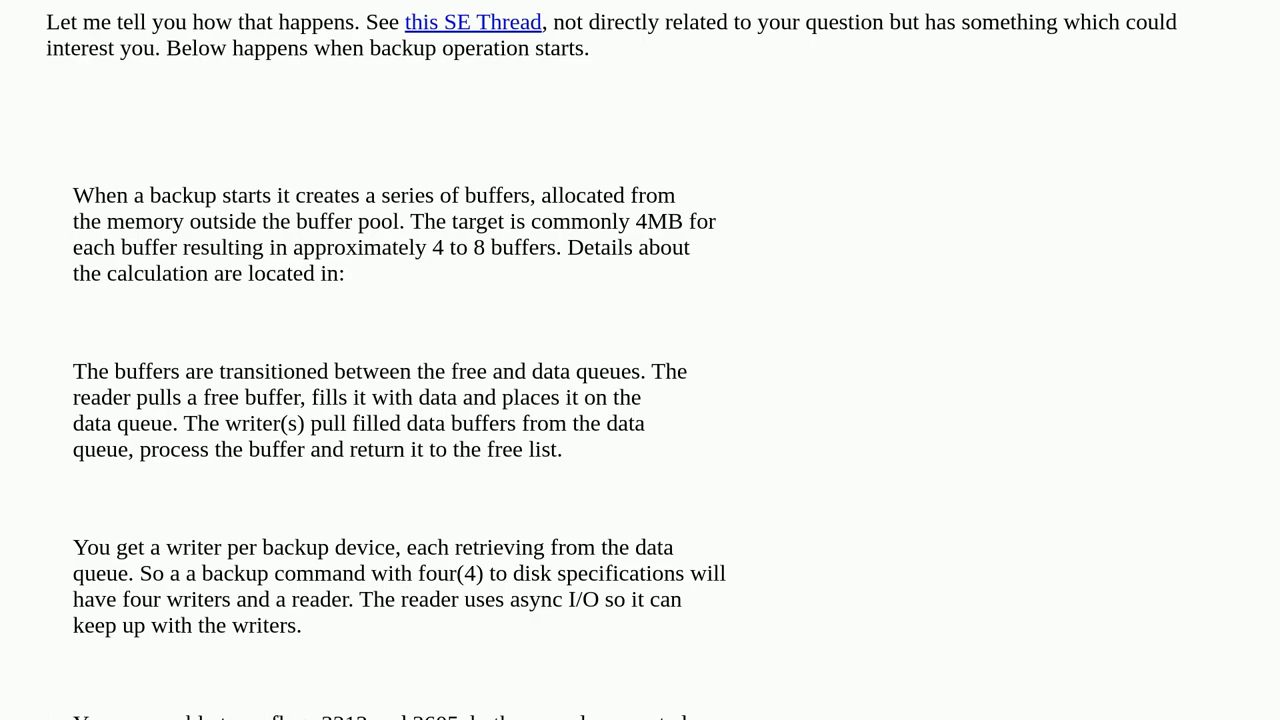 Let me tell you how that happens. See this SE Thread, not directly related to your question but has something which could
interest you. Below happens when backup operation starts.
When a backup starts it creates a series of buffers, allocated from
the memory outside the buffer pool. The target is commonly 4MB for
each buffer resulting in approximately 4 to 8 buffers. Details about
the calculation are located in:
The buffers are transitioned between the free and data queues. The
reader pulls a free buffer, fills it with data and places it on the
data queue. The writer(s) pull filled data buffers from the data
queue, process the buffer and return it to the free list.
You get a writer per backup device, each retrieving from the data
queue. So a a backup command with four(4) to disk specifications will
have four writers and a reader. The reader uses async I/O so it can
keep up with the writers.